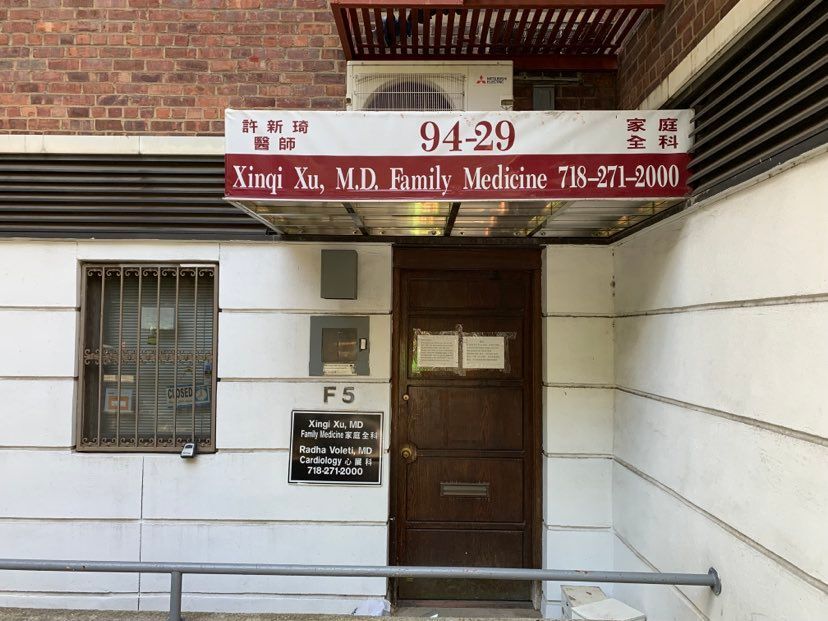 MITSUBISHI
ELECTRIC
許新琦
醫師
94-29
家庭
全科
Xinqi Xu, M.D. Family Medicine 718-271-2000
CLOSED
F5
Xingi Xu, MD
Family Medicine 家庭全科
Radha Voleti, MD
Cardiology 心臟科
718-271-2000